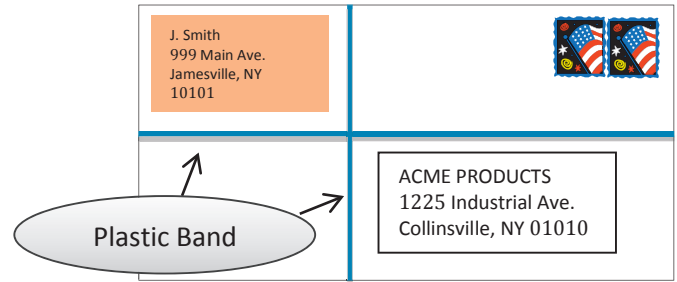 J. Smith
999 Main Ave.
Jamesville, NY
10101
ACME PRODUCTS
1225 Industrial Ave.
Collinsville, NY 01010
Plastic Band